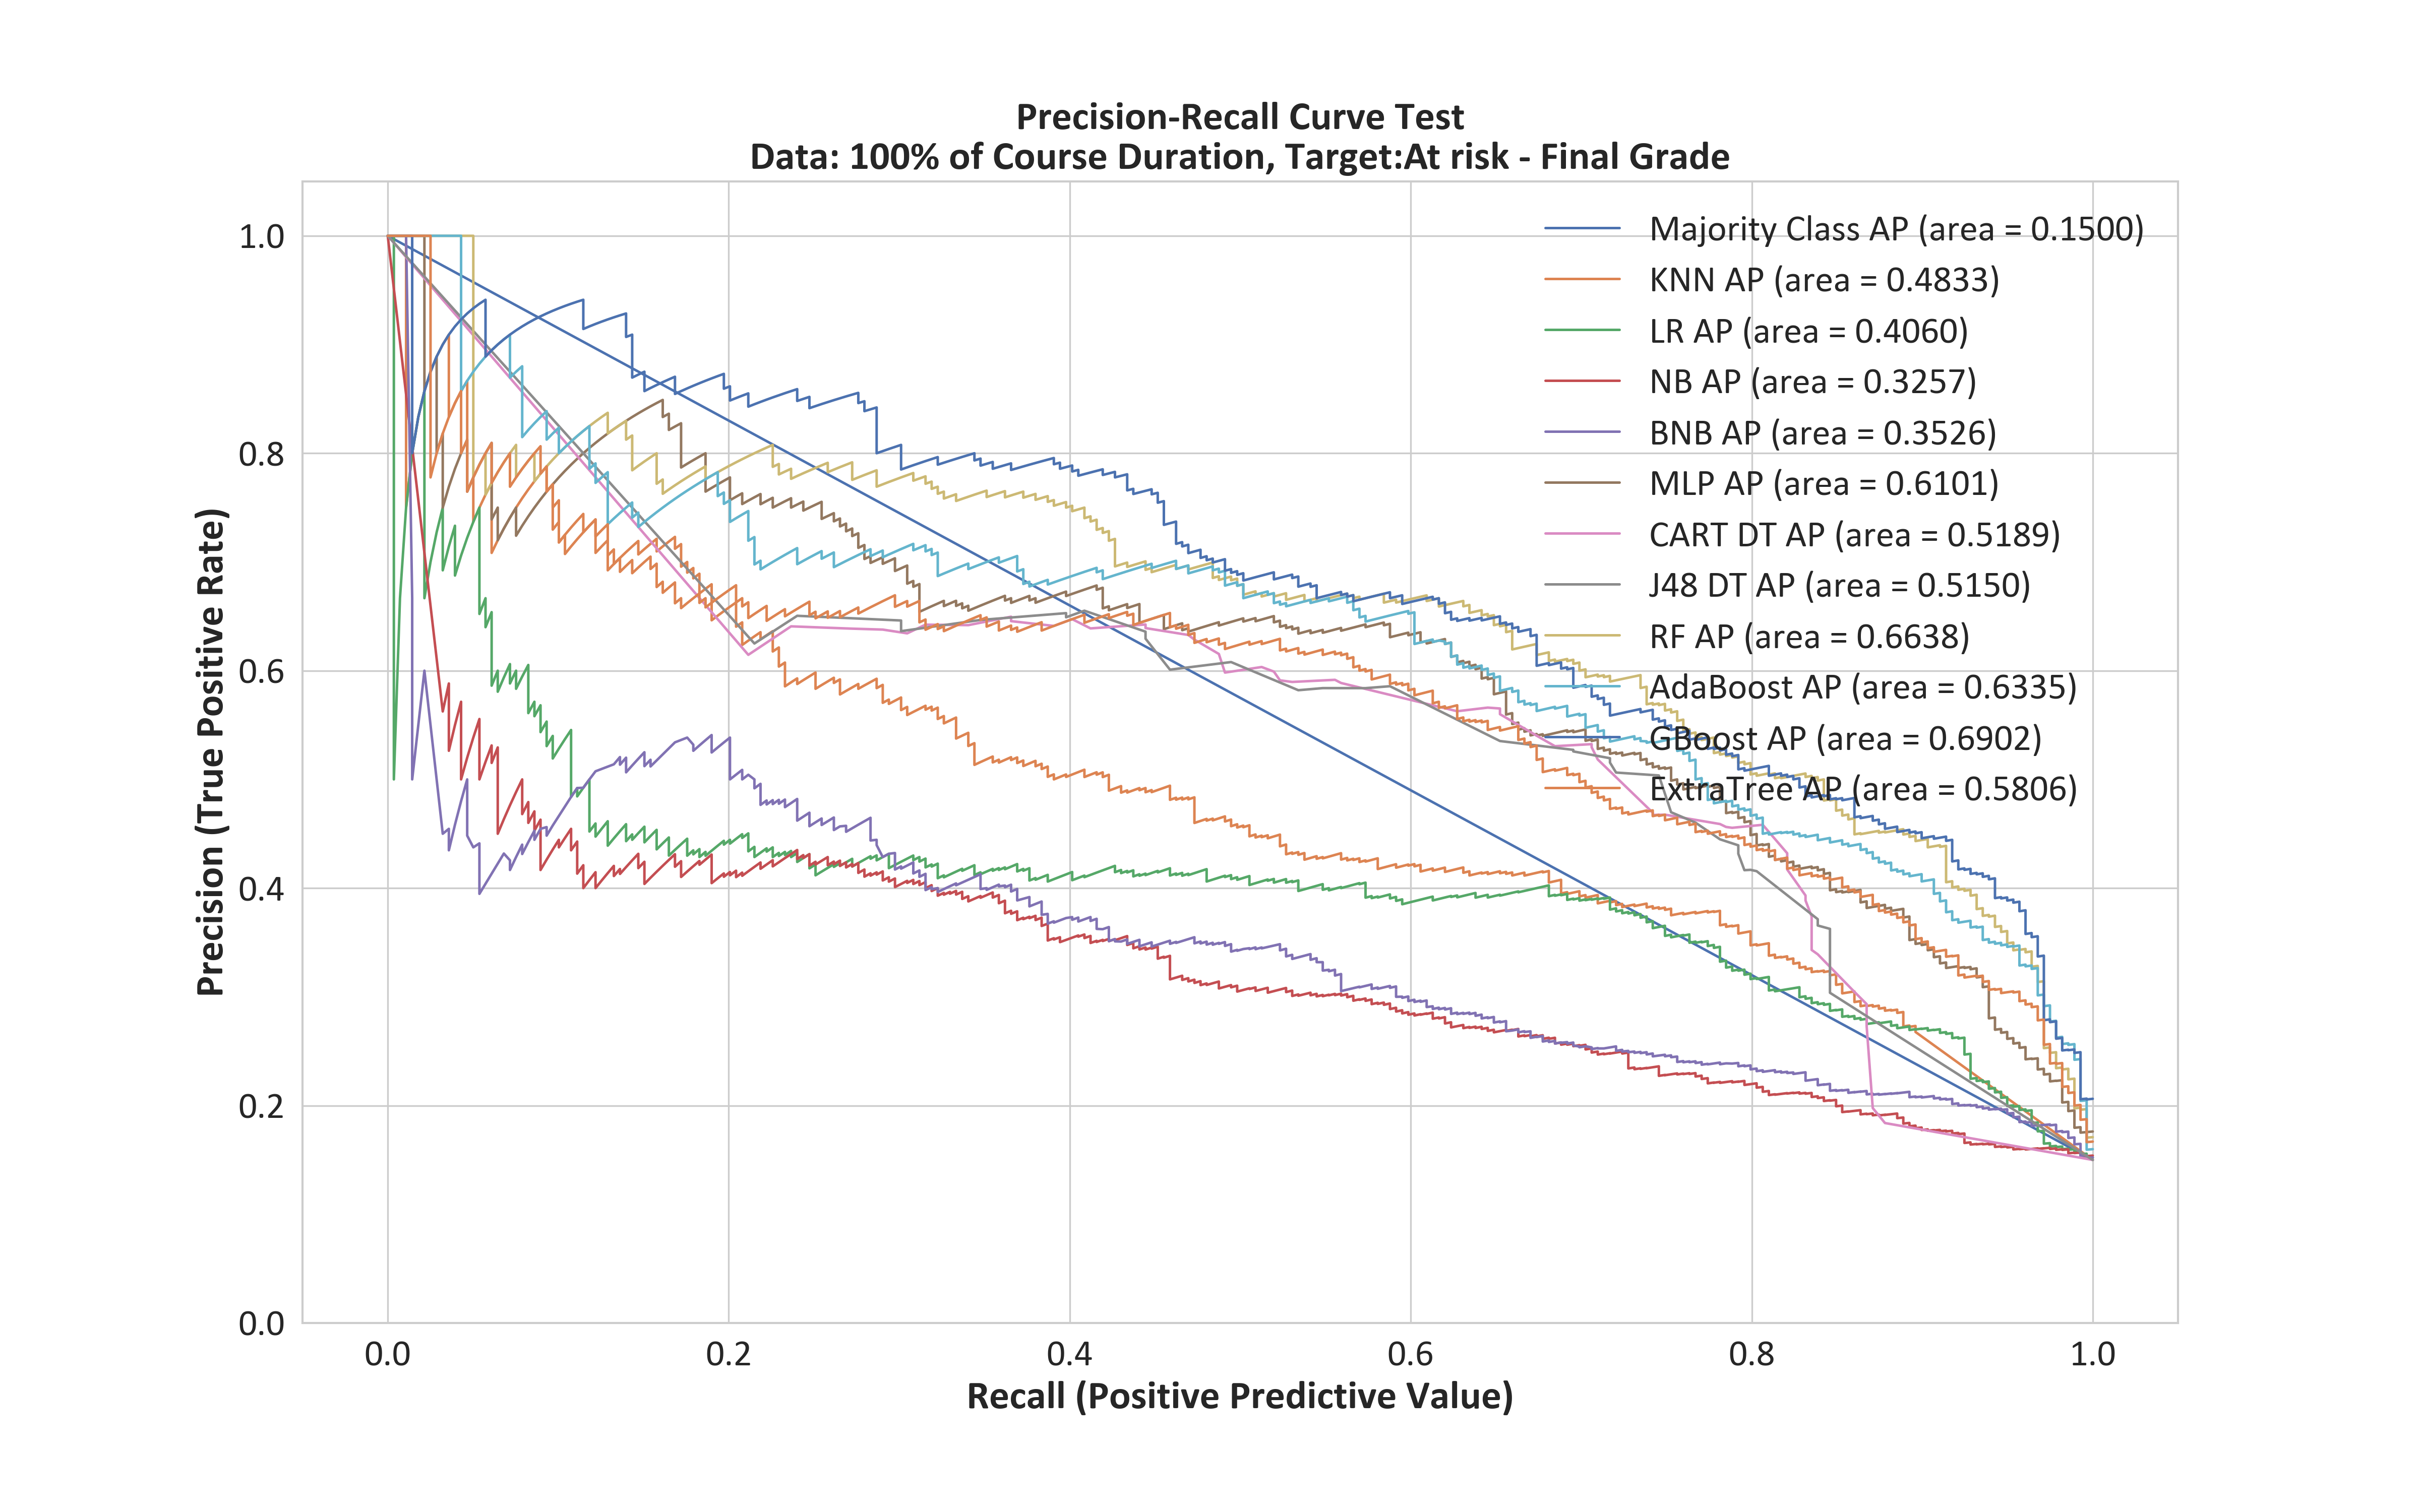 Precision-Recall Curve Test
Data: 100% of Course Duration, Target:At risk - Final Grade
Majority Class AP (area = 0.1500)
KNN AP (area = 0.4833)
LR AP (area = 0.4060)
NB AP (area = 0.3257)
BNB AP (area = 0.3526)
MLP AP (area = 0.6101)
CART DT AP (area = 0.5189)
J48 DT AP (area = 0.5150)
RF AP (area = 0.6638)
AdaBoost AP (area = 0.6335)
GBoost AP (area = 0.6902)
ExtraTree AP (area = 0.5806)
Precision (True Positive Rate)
1.0
0.8
0.6
0.4
0.2
0.0
0.0 0.2 0.4 0.6 0.8 1.0
Recall (Positive Predictive Value)